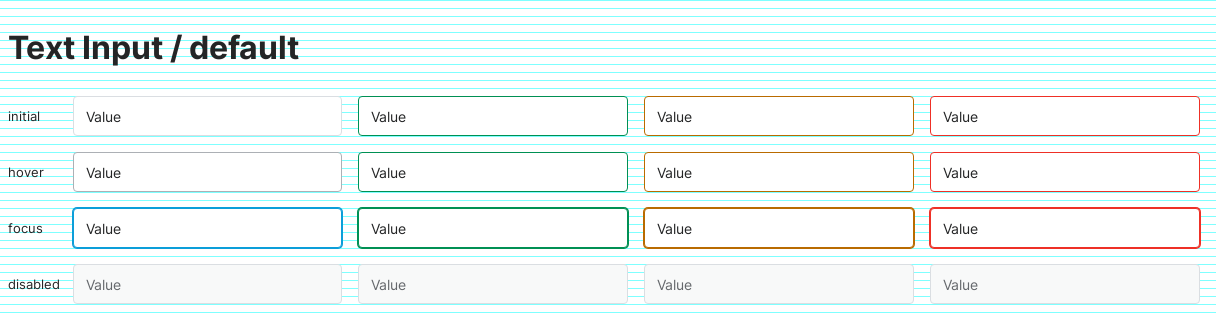 Text Input / default
initial Value Value Value Value
hover Value Value Value Value
focus Value Value Value Value
disabled Value Value Value Value